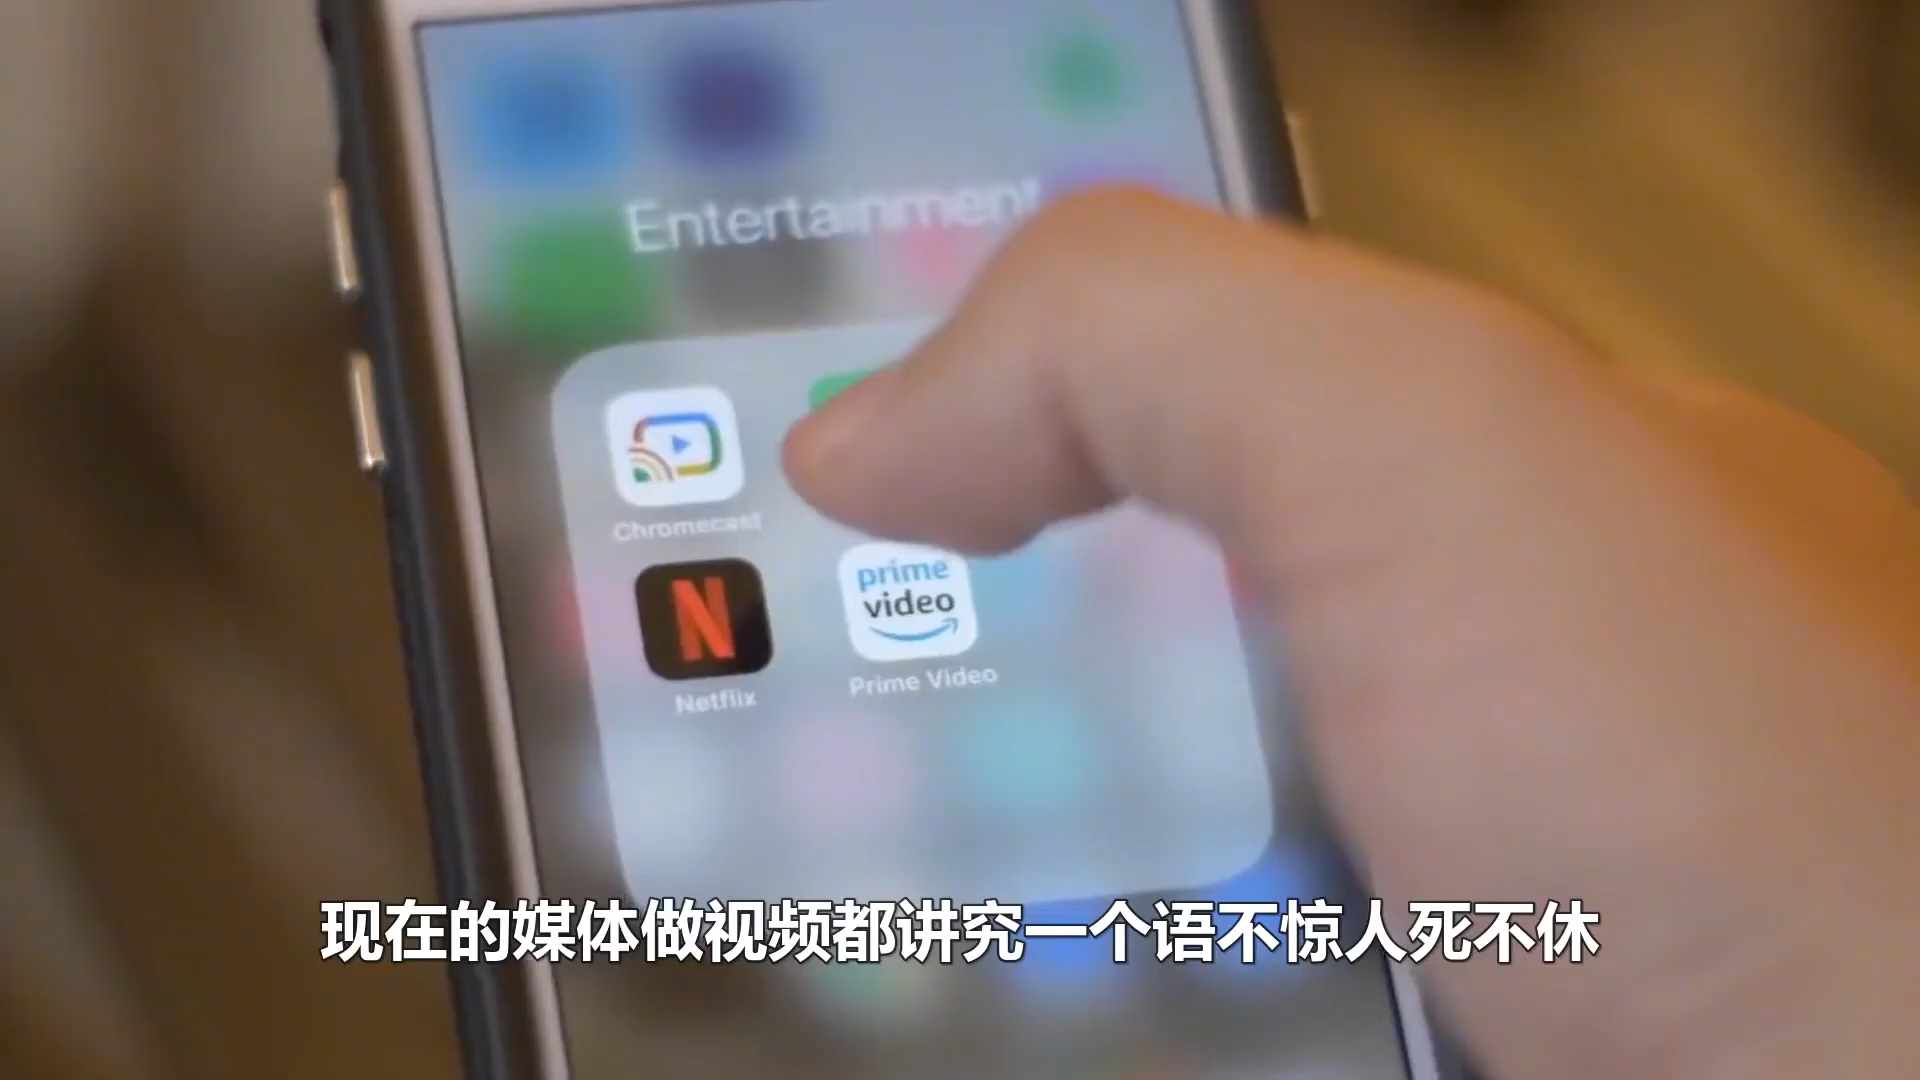 Entertainment
Chromecast
N
prime
video
Netflix
Prime Video
现在的媒体做视频都讲究一个语不惊人死不休